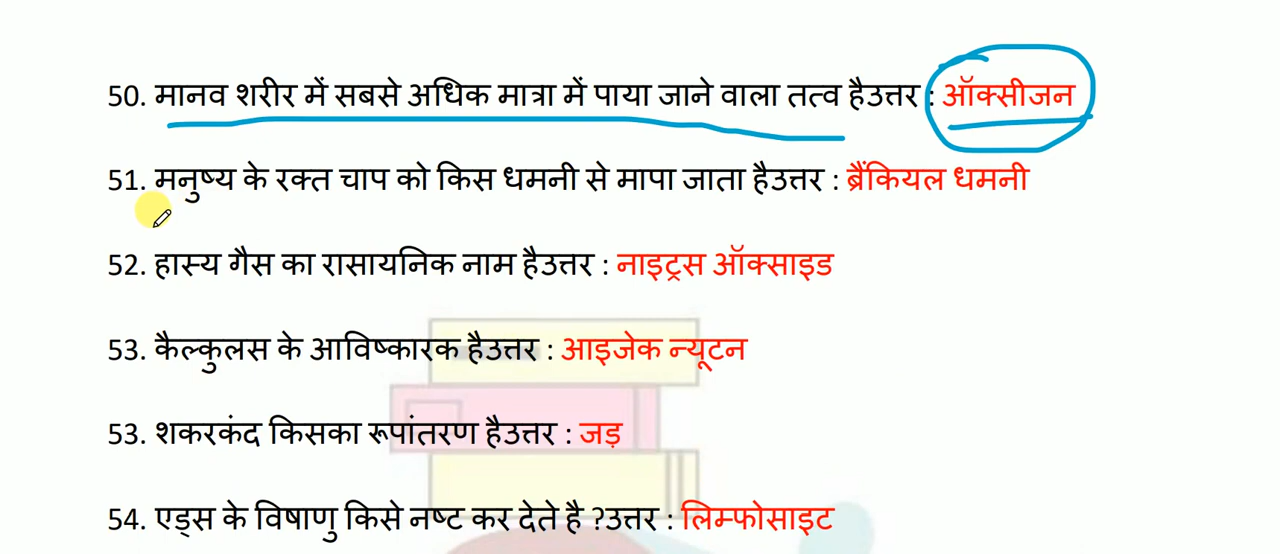 50. मानव शरीर में सबसे अधिक मात्रा में पाया जाने वाला तत्व हैउत्तर : ऑक्सीजन
51. मनुष्य के रक्त चाप को किस धमनी से मापा जाता हैउत्तर : ब्रैंकियल धमनी
52. हास्य गैस का रासायनिक नाम हैउत्तर : नाइट्रस ऑक्साइड
53. कैल्कुलस के आविष्कारक हैउत्तर : आइजेक न्यूटन
53. शकरकंद किसका रूपांतरण हैउत्तर : जड़
54. एड्स के विषाणु किसे नष्ट कर देते है ?उत्तर : लिम्फोसाइट